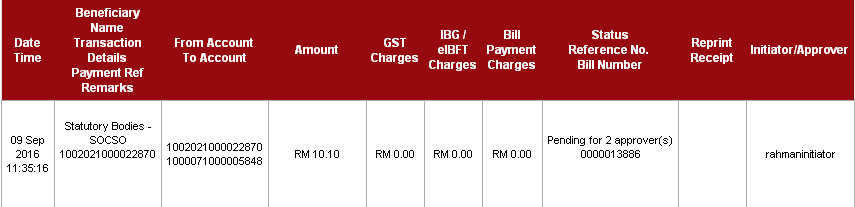 Date
Time
Beneficiary
Name
Transaction
Details
Payment Ref
Remarks
From Account
To Account
Amount
GST
Charges
IBG /
eIBFT
Charges
Bill
Payment
Charges
Status
Reference No.
Bill Number
Reprint
Receipt
Initiator/Approver
09 Sep
2016
11:35:16
Statutory Bodies -
SOCSO
1002021000022870
1002021000022870
1000071000005848
RM 10.10
RM 0.00
RM 0.00
RM 0.00
Pending for 2 approver(s)
0000013886
rahmaninitiator